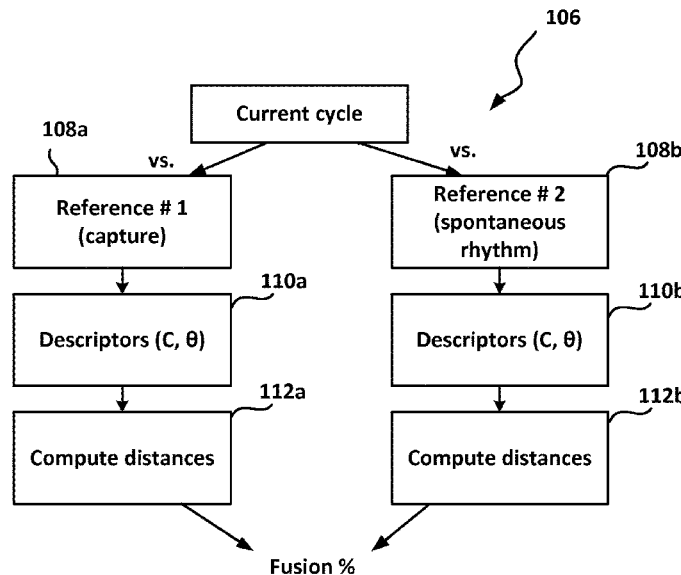 106
Current cycle
108a
vs.
vs.
108b
Reference # 1
(capture)
Reference # 2
(spontaneous
rhythm)
110a
110b
Descriptors (C, θ)
Descriptors (C, θ)
112a
112b
Compute distances
Compute distances
Fusion %